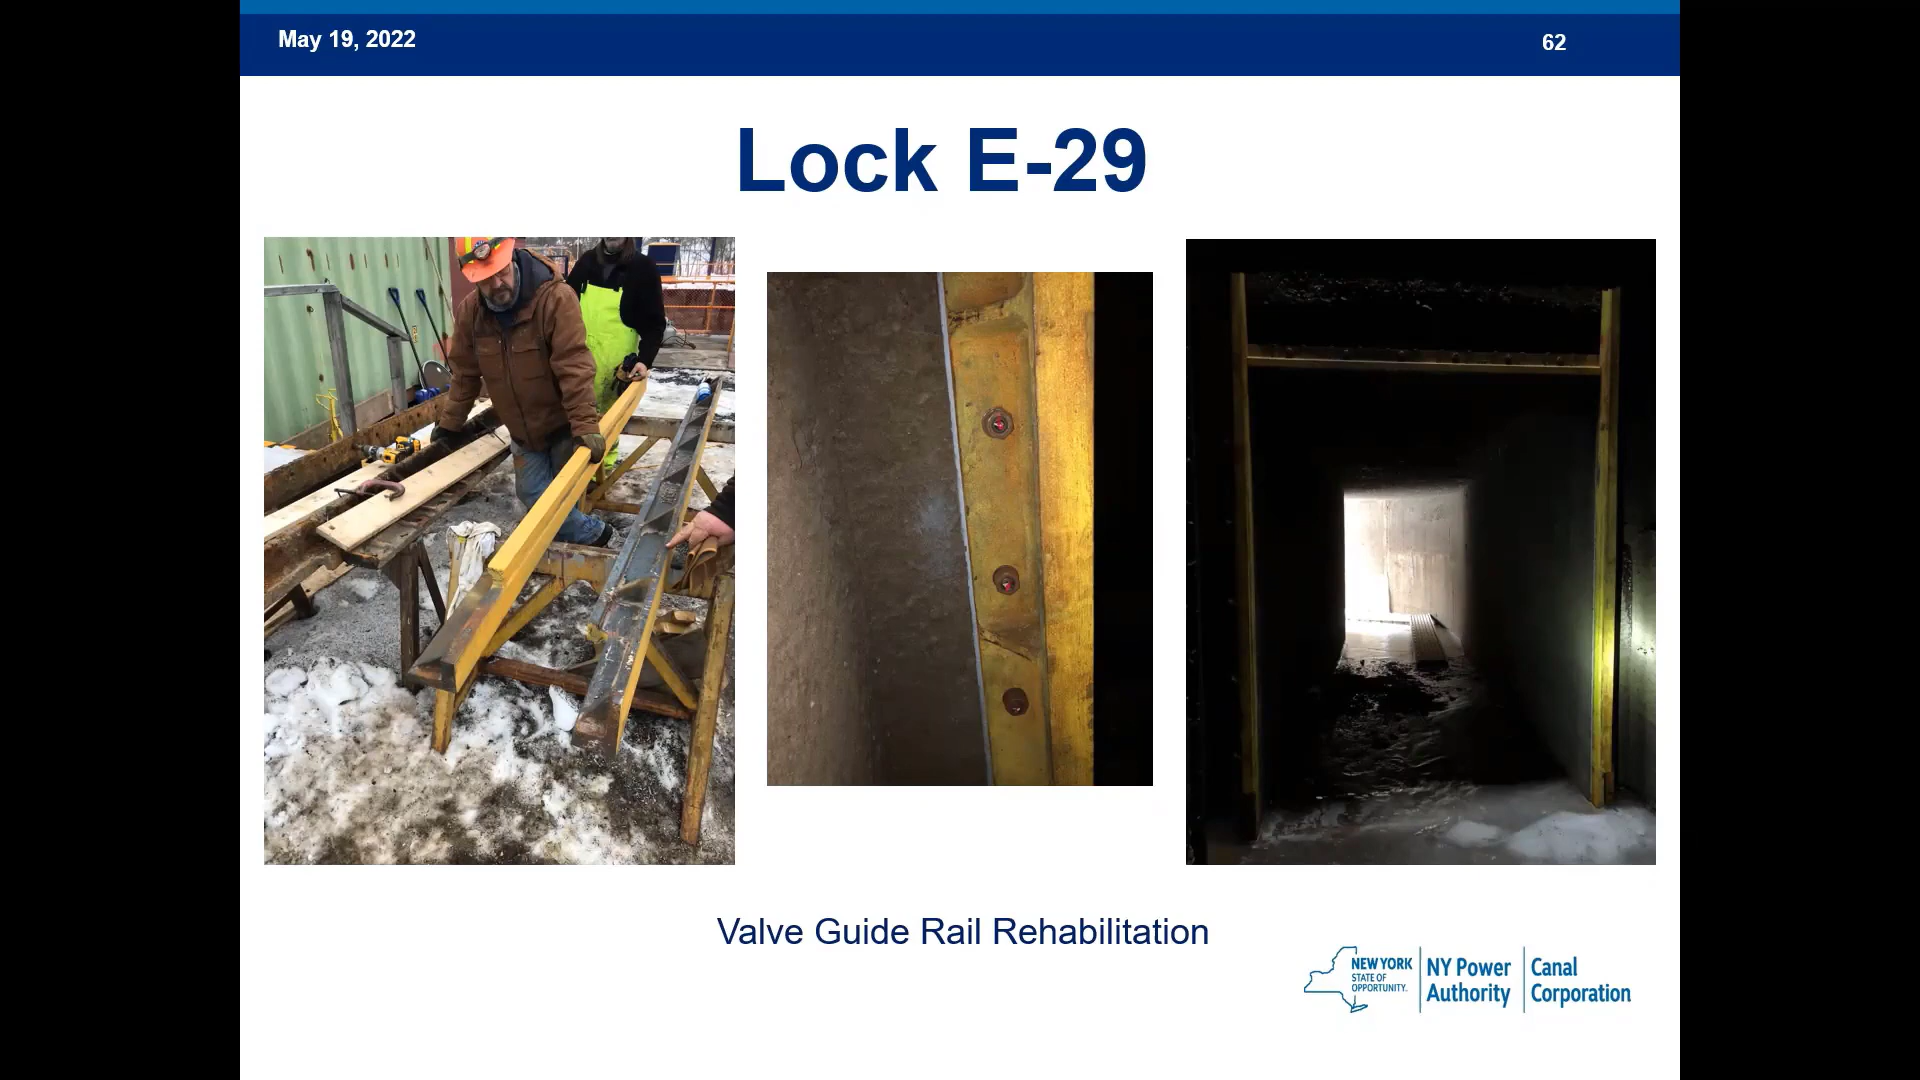 May 19, 2022
62
Lock E-29
Valve Guide Rail Rehabilitation
NEW YORK
STATE OF
OPPORTUNITY.
NY Power
Authority
Canal
Corporation